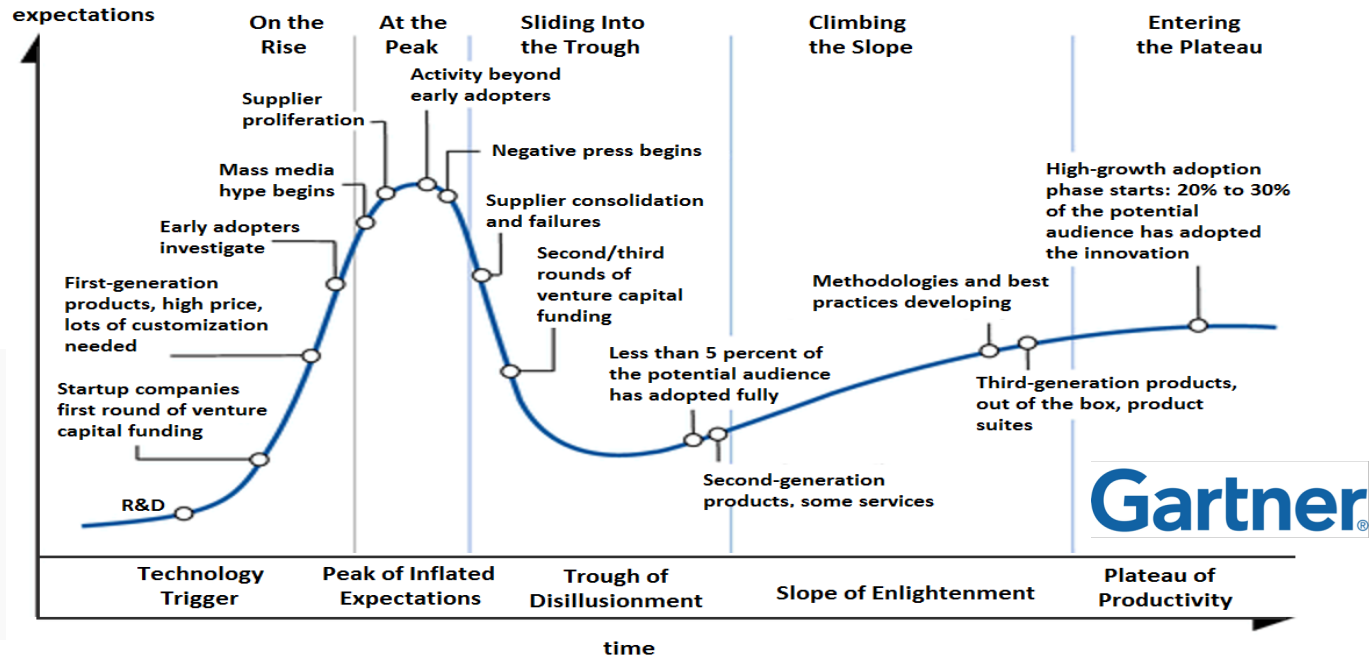 expectations
On the
Rise
At the
Peak
Sliding Into
the Trough
Climbing
the Slope
Entering
the Plateau
Activity beyond
early adopters
Supplier
proliferation
Negative press begins
Mass media
hype begins
Supplier consolidation
and failures
Early adopters
investigate
Second/third
rounds of
venture capital
funding
First-generation
products, high price,
lots of customization
needed
Startup companies
first round of venture
capital funding
R&D
Less than 5 percent of
the potential audience
has adopted fully
Second-generation
products, some services
Methodologies and best
practices developing
Third-generation products,
out of the box, product
suites
High-growth adoption
phase starts: 20% to 30%
of the potential
audience has adopted
the innovation
Gartner®
Technology
Trigger
Peak of Inflated
Expectations
Trough of
Disillusionment
Slope of Enlightenment
Plateau of
Productivity
time